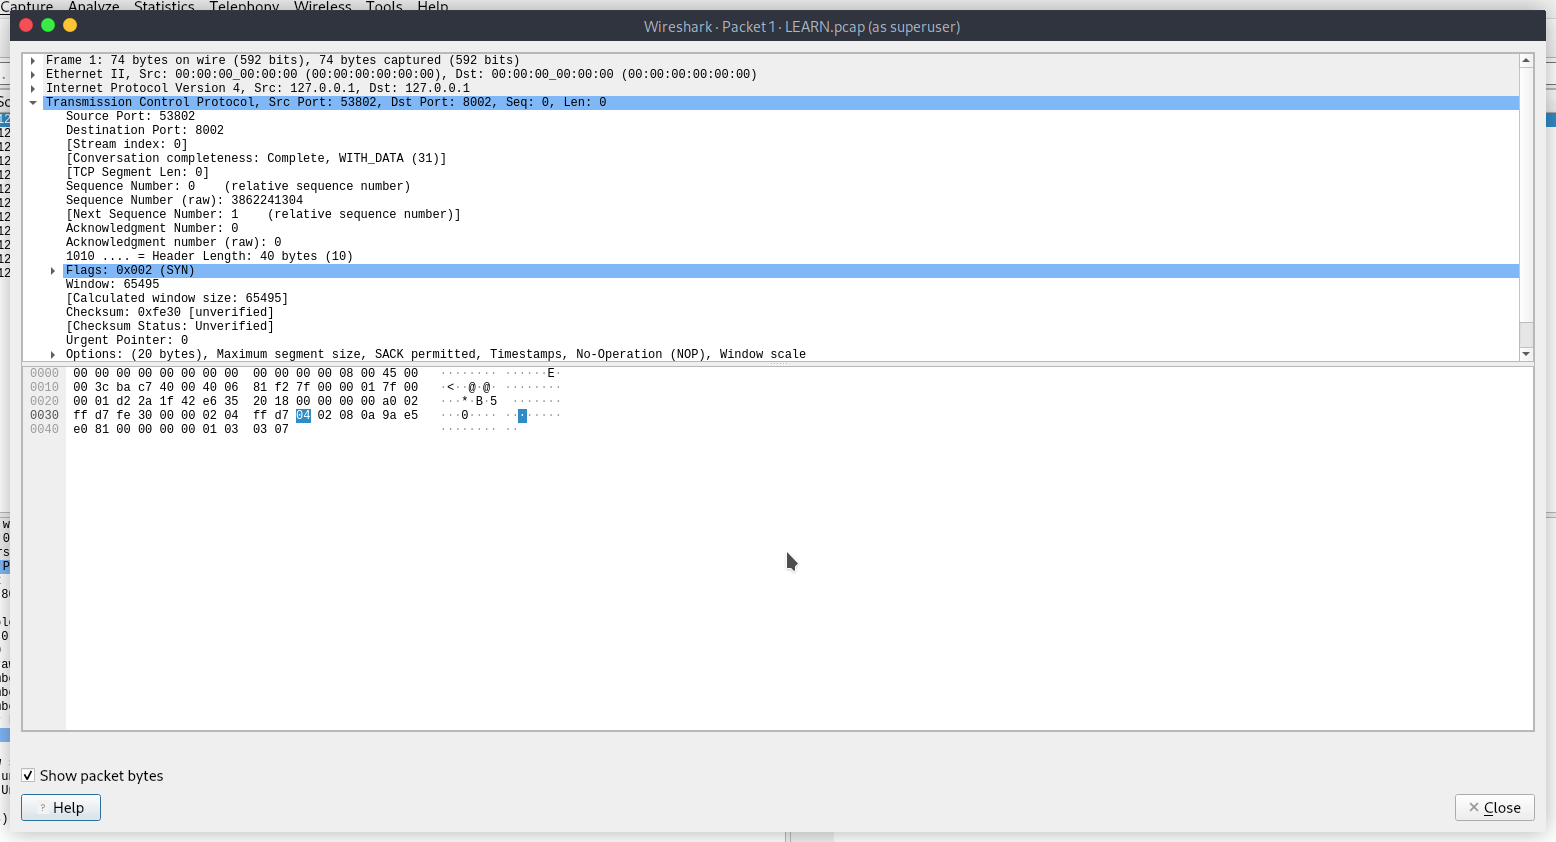 Capture Analyze Statistics Telephony Wireless Tools Help
Wireshark · Packet 1 · LEARN.pcap (as superuser)
Frame 1: 74 bytes on wire (592 bits), 74 bytes captured (592 bits)
Ethernet II, Src: 00:00:00_00:00:00 (00:00:00:00:00:00), Dst: 00:00:00_00:00:00 (00:00:00:00:00:00)
Internet Protocol Version 4, Src: 127.0.0.1, Dst: 127.0.0.1
Transmission Control Protocol, Src Port: 53802, Dst Port: 8002, Seq: 0, Len: 0
Source Port: 53802
Destination Port: 8002
[Stream index: 0]
[Conversation completeness: Complete, WITH_DATA (31)]
[TCP Segment Len: 0]
Sequence Number: 0    (relative sequence number)
Sequence Number (raw): 3862241304
[Next Sequence Number: 1    (relative sequence number)]
Acknowledgment Number: 0
Acknowledgment number (raw): 0
1010 .... = Header Length: 40 bytes (10)
Flags: 0x002 (SYN)
Window: 65495
[Calculated window size: 65495]
Checksum: 0xfe30 [unverified]
[Checksum Status: Unverified]
Urgent Pointer: 0
Options: (20 bytes), Maximum segment size, SACK permitted, Timestamps, No-Operation (NOP), Window scale
0000  00 00 00 00 00 00 00 00  00 00 00 00 08 00 45 00   ········ ······E·
0010  00 3c ba c7 40 00 40 06  81 f2 7f 00 00 01 7f 00   ·<··@·@· ········
0020  00 01 d2 2a 1f 42 e6 35  20 18 00 00 00 00 a0 02   ···*·B·5  ·······
0030  ff d7 fe 30 00 00 02 04  ff d7 04 02 08 0a 9a e5   ···0···· ········
0040  e0 81 00 00 00 00 01 03  03 07                     ········ ··
Show packet bytes
? Help
✕ Close